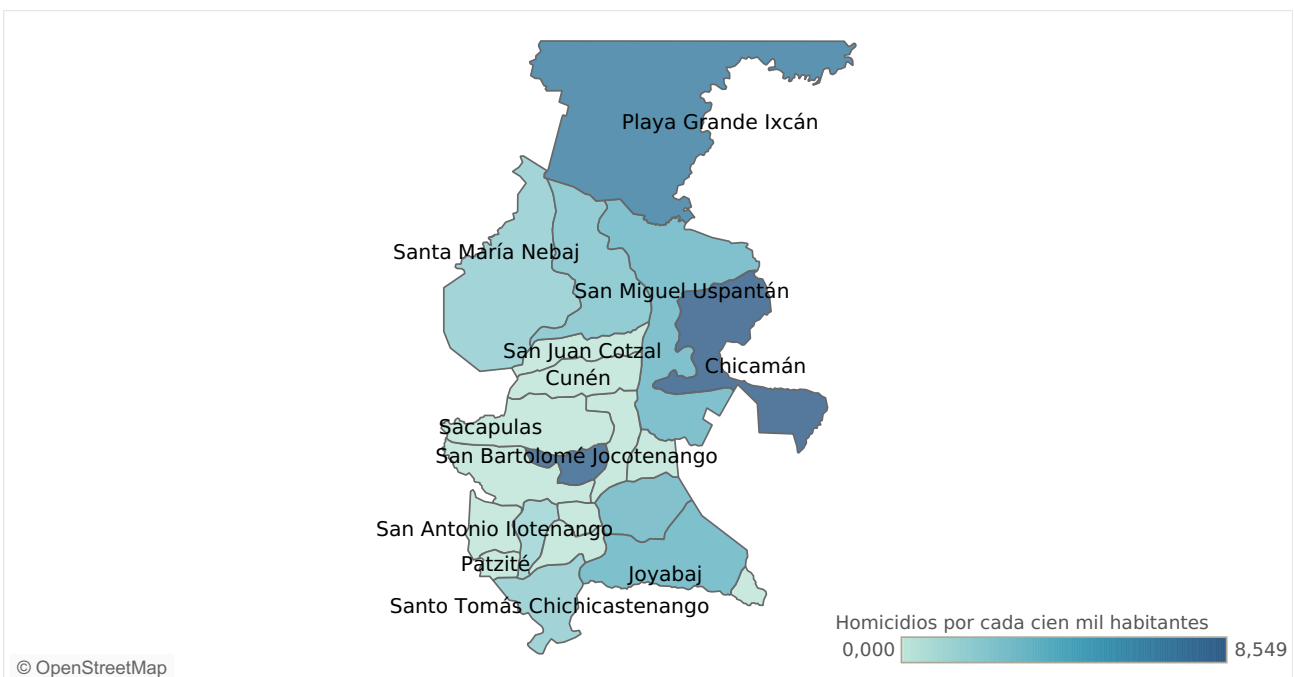 Playa Grande Ixcán
Santa María Nebaj
San Miguel Uspantán
San Juan Cotzal
Chicamán
Cunén
Sacapulas
San Bartolomé Jocotenango
San Antonio Ilotenango
Patzité
Joyabaj
Santo Tomás Chichicastenango
Homicidios por cada cien mil habitantes
0,000 8,549
© OpenStreetMap